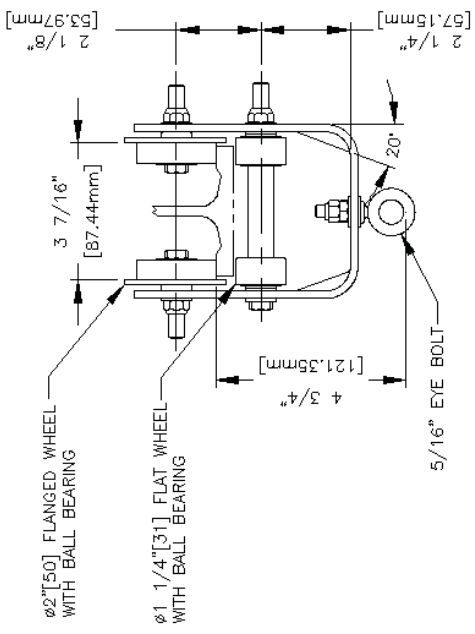 2 1/8"
[53.97mm]
2 1/4"
[57.15mm]
3 7/16"
[87.44mm]
20°
4 3/4"
[121.35mm]
5/16" EYE BOLT
ø2"[50] FLANGED WHEEL
WITH BALL BEARING
ø1 1/4"[31] FLAT WHEEL
WITH BALL BEARING